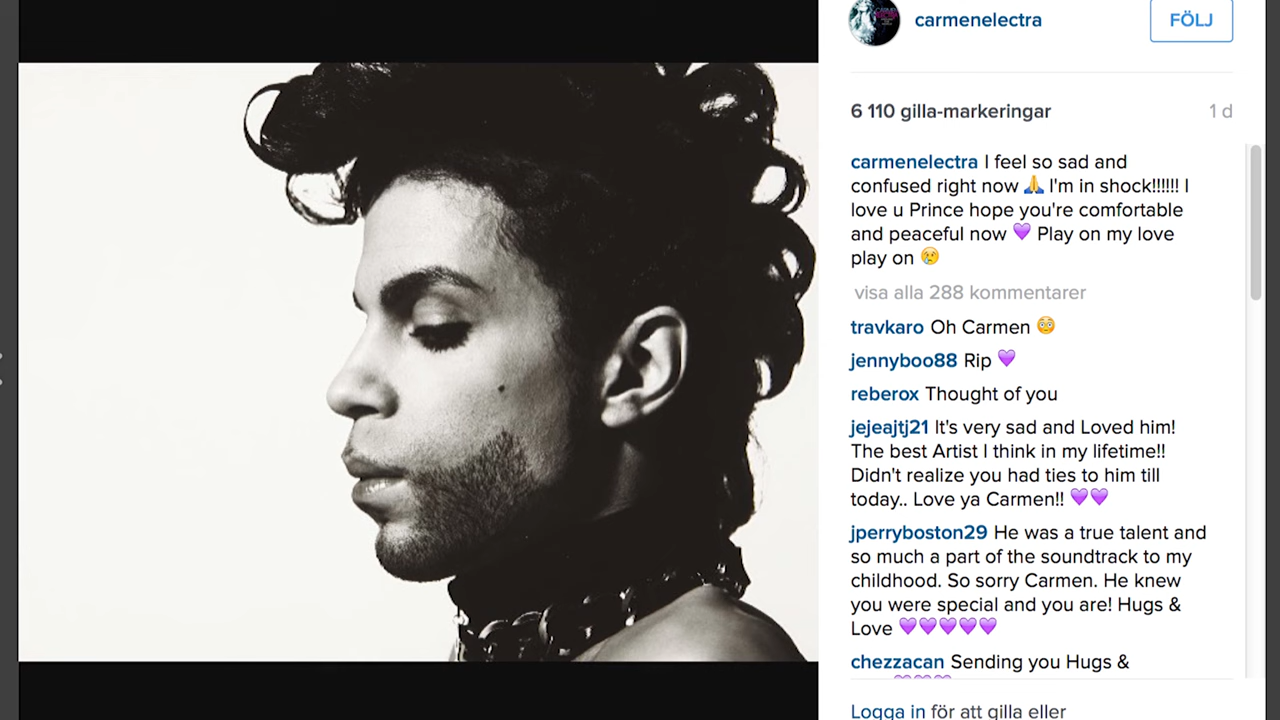 carmenelectra
FÖLJ
6 110 gilla-markeringar
1 d
carmenelectra I feel so sad and
confused right now 🙏 I'm in shock!!!!!! I
love u Prince hope you're comfortable
and peaceful now 💜 Play on my love
play on 😢
visa alla 288 kommentarer
travkaro Oh Carmen 😳
jennyboo88 Rip 💜
reberox Thought of you
jejeajtj21 It's very sad and Loved him!
The best Artist I think in my lifetime!!
Didn't realize you had ties to him till
today.. Love ya Carmen!! 💜💜
jperryboston29 He was a true talent and
so much a part of the soundtrack to my
childhood. So sorry Carmen. He knew
you were special and you are! Hugs &
Love 💜💜💜💜💜
chezzacan Sending you Hugs &
Logga in för att gilla eller